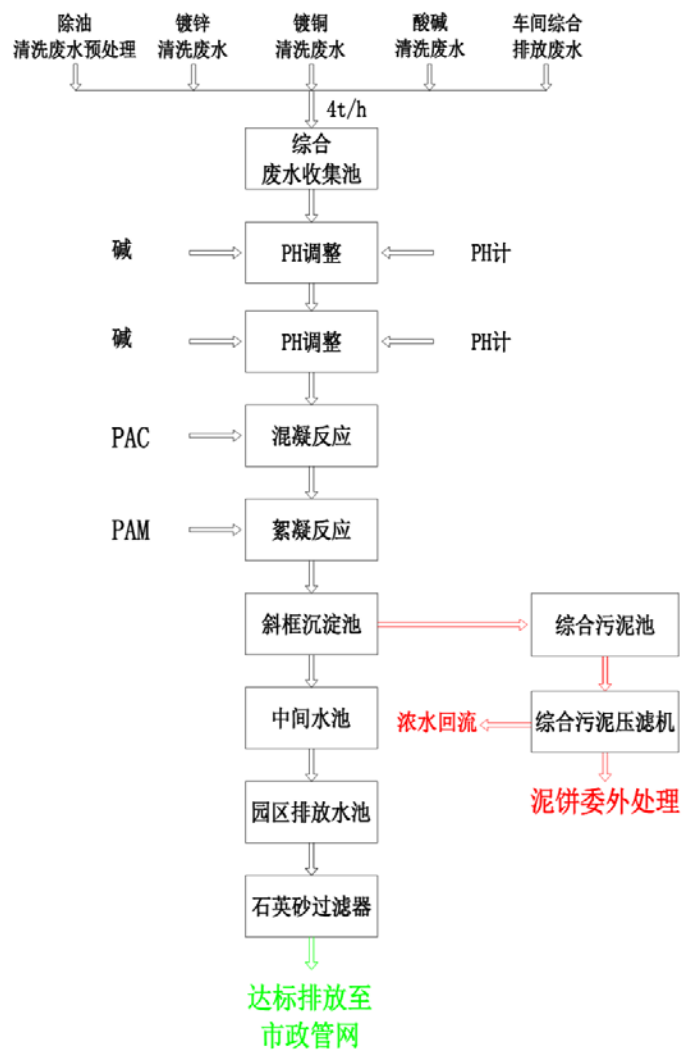 除油
清洗废水预处理
镀锌
清洗废水
镀铜
清洗废水
酸碱
清洗废水
车间综合
排放废水
4t/h
综合
废水收集池
碱
PH调整
PH计
碱
PH调整
PH计
PAC
混凝反应
PAM
絮凝反应
斜框沉淀池
综合污泥池
中间水池
浓水回流
综合污泥压滤机
园区排放水池
泥饼委外处理
石英砂过滤器
达标排放至
市政管网